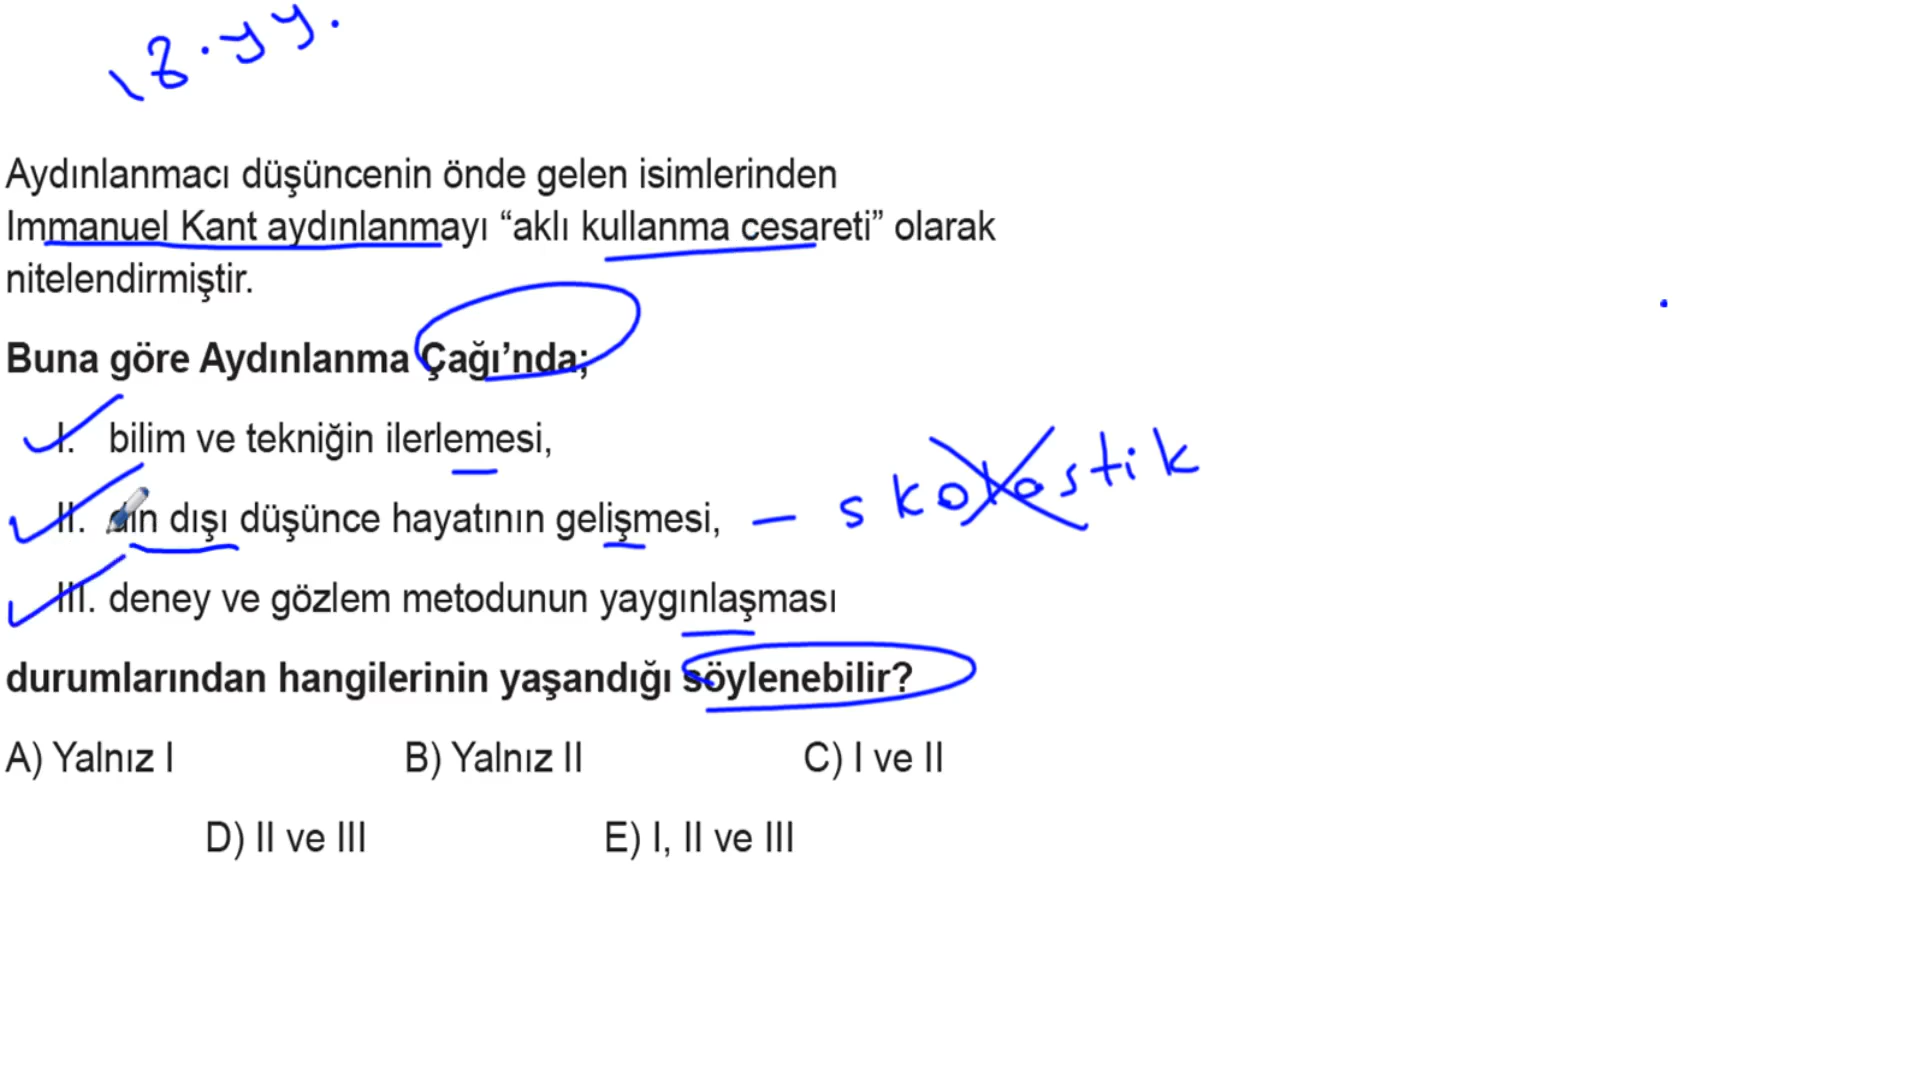 18.yy.
Aydınlanmacı düşüncenin önde gelen isimlerinden
Immanuel Kant aydınlanmayı “aklı kullanma cesareti” olarak
nitelendirmiştir.
Buna göre Aydınlanma Çağı’nda;
I. bilim ve tekniğin ilerlemesi,
II. din dışı düşünce hayatının gelişmesi, – skolastik
III. deney ve gözlem metodunun yaygınlaşması
durumlarından hangilerinin yaşandığı söylenebilir?
A) Yalnız I B) Yalnız II C) I ve II
D) II ve III E) I, II ve III